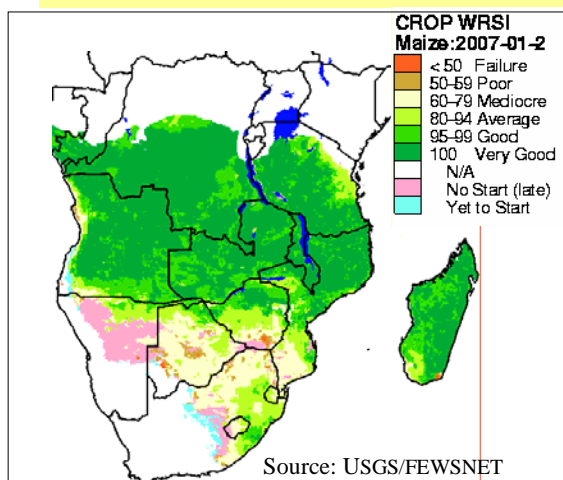 CROP WRSI
Maize:2007-01-2
<50 Failure
50-59 Poor
60-79 Mediocre
80-94 Average
95-99 Good
100 Very Good
N/A
No Start (late)
Yet to Start
Source: USGS/FEWSNET